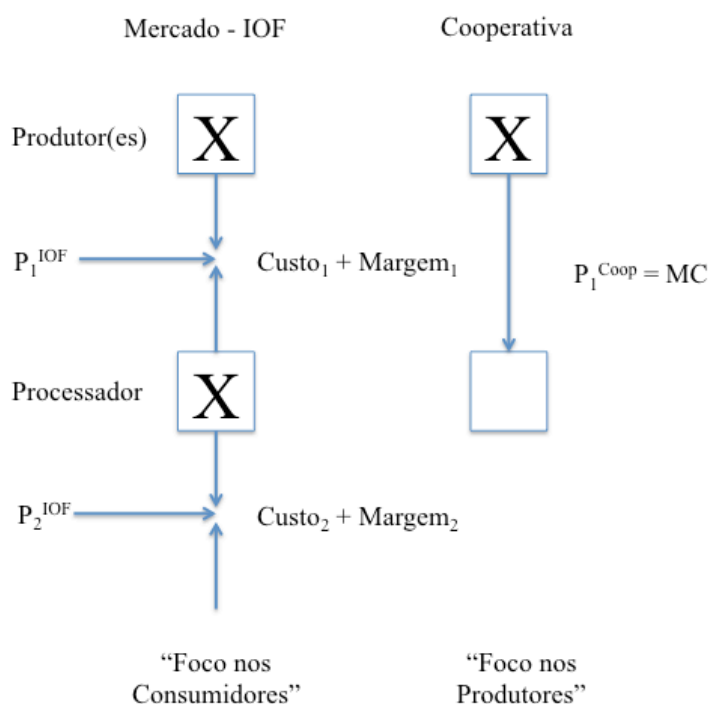 Mercado - IOF
Cooperativa
Produtor(es)
X
X
P₁ᴵᴼᶠ
Custo₁ + Margem₁
P₁ᶜᵒᵒᵖ = MC
Processador
X
P₂ᴵᴼᶠ
Custo₂ + Margem₂
“Foco nos
Consumidores”
“Foco nos
Produtores”